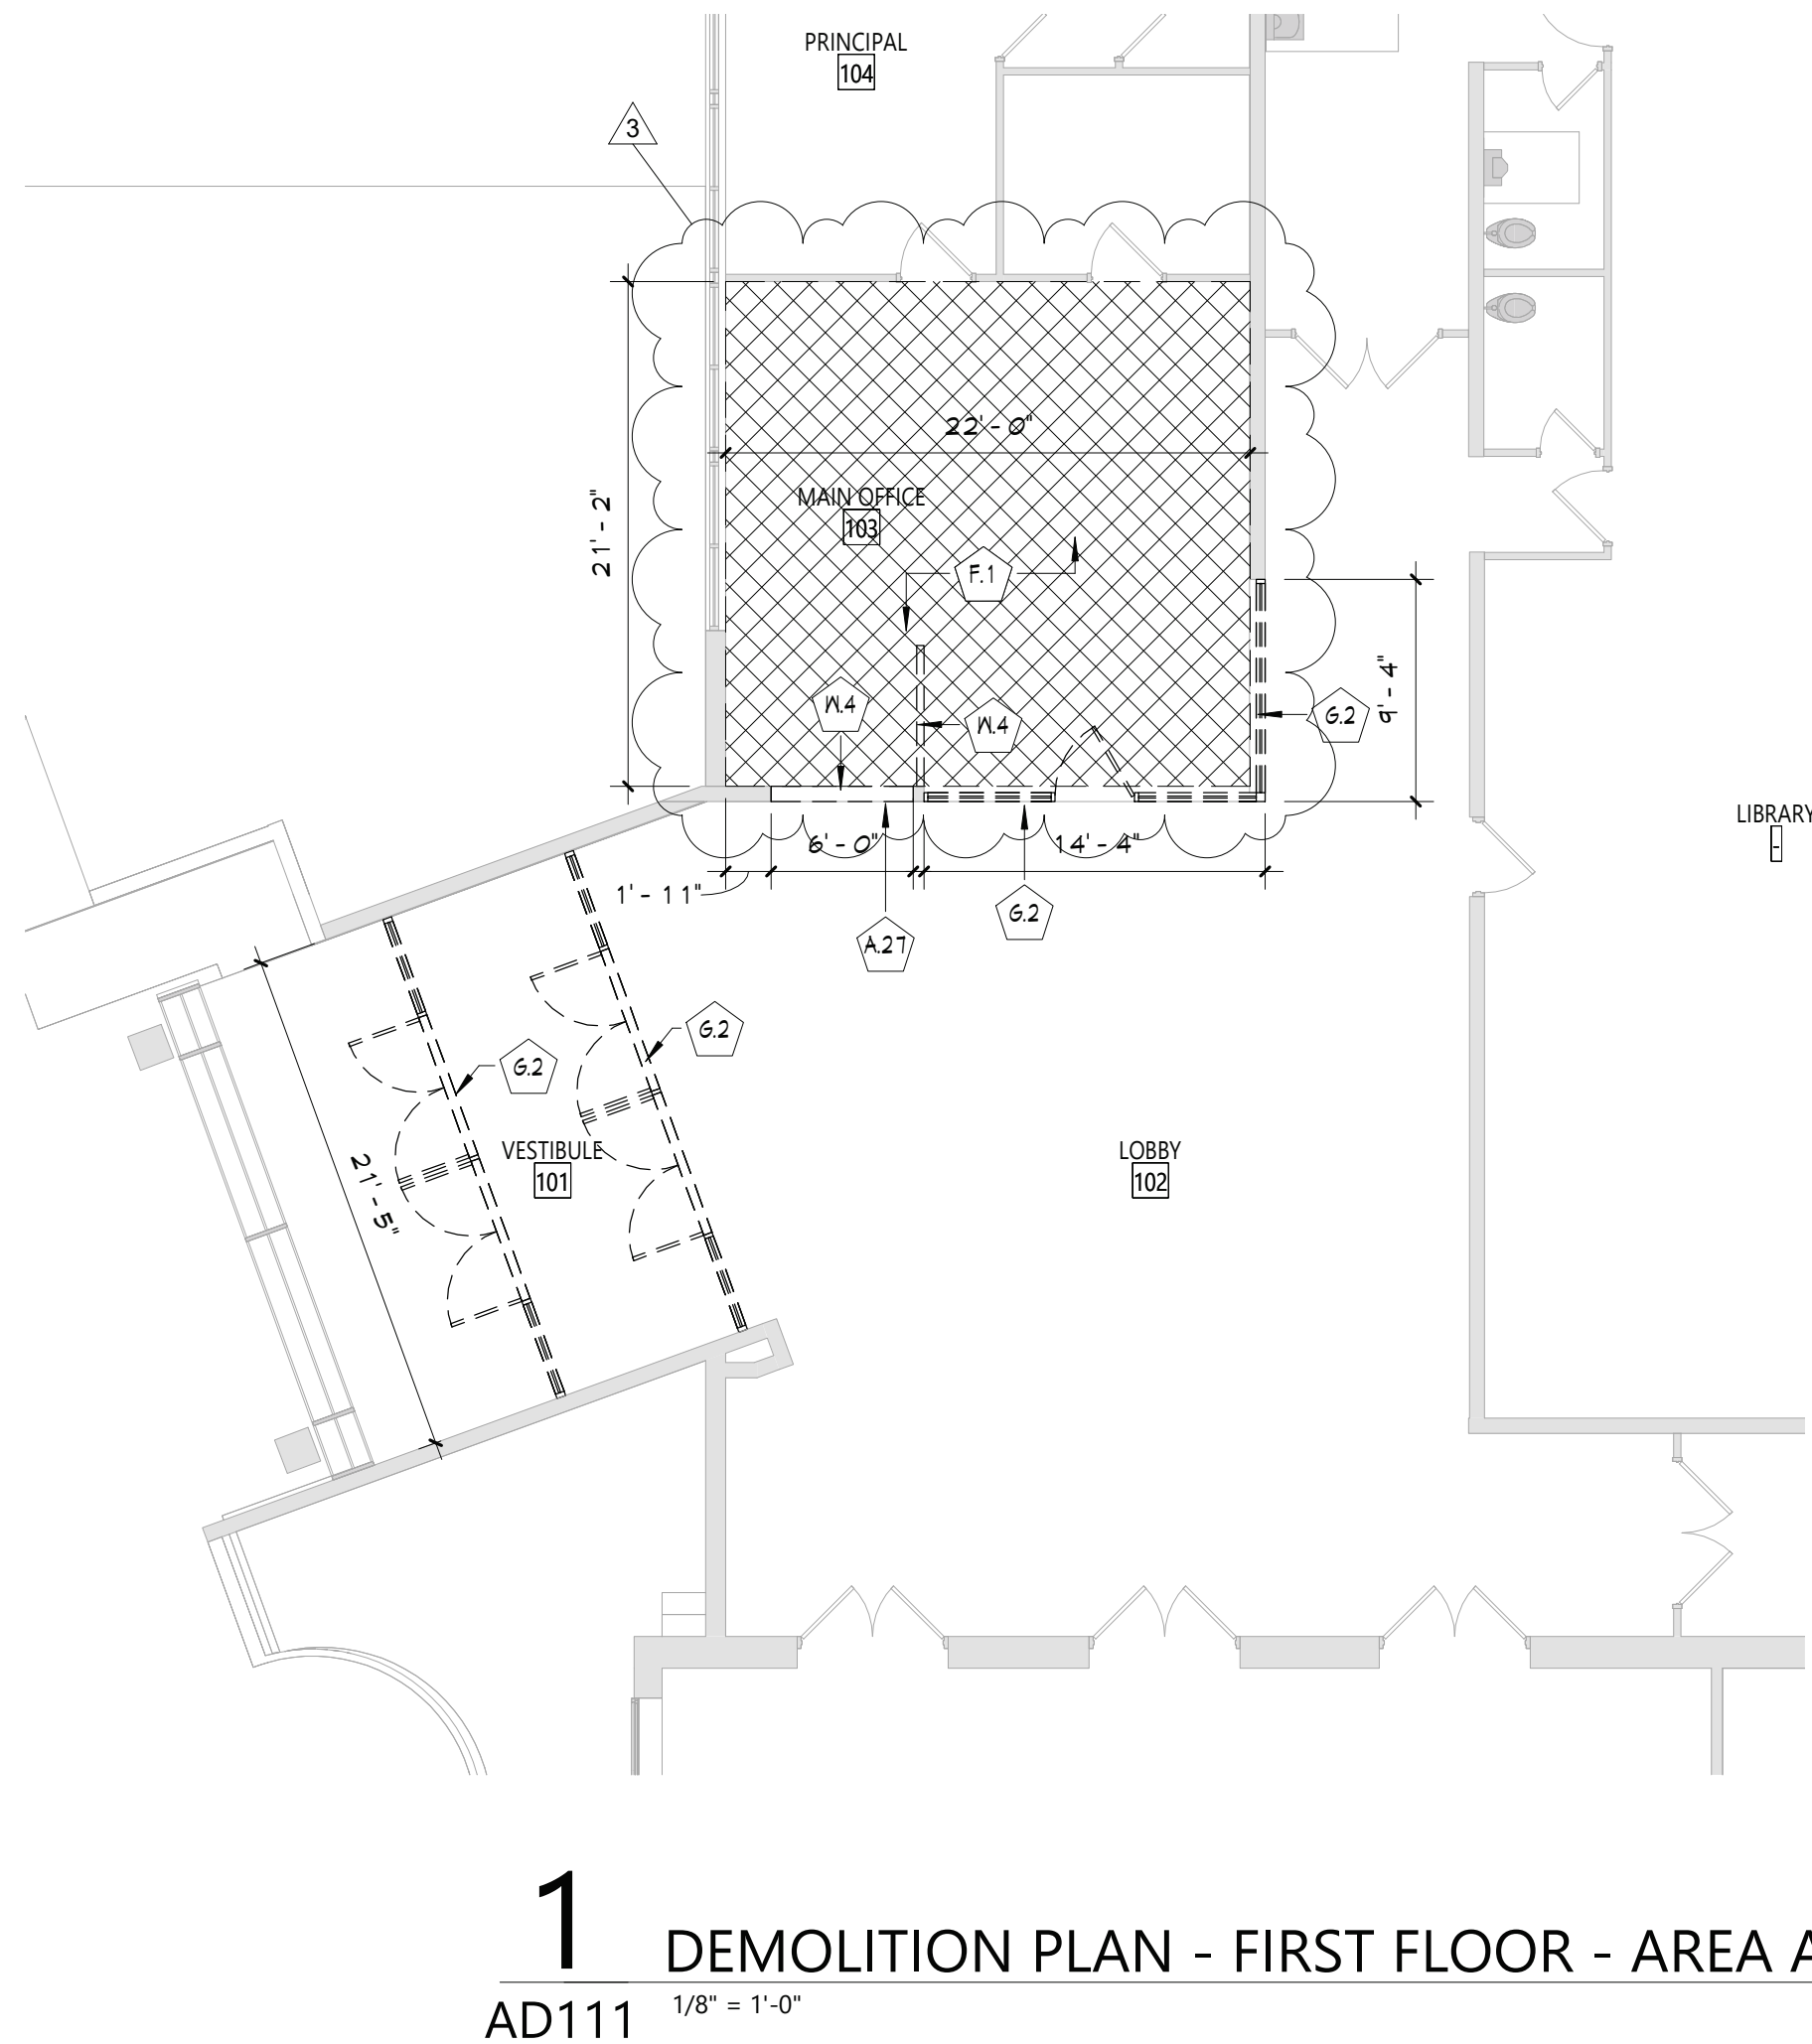 PRINCIPAL
104
3
22' - 0"
MAIN OFFICE
103
21' - 2"
F.1
W.4
W.4
G.2
9' - 4"
6' - 0"
14' - 4"
1' - 11"
G.2
A.27
LIBRARY
-
G.2
G.2
VESTIBULE
101
LOBBY
102
21' - 5"
1
DEMOLITION PLAN - FIRST FLOOR - AREA A
AD111
1/8" = 1'-0"